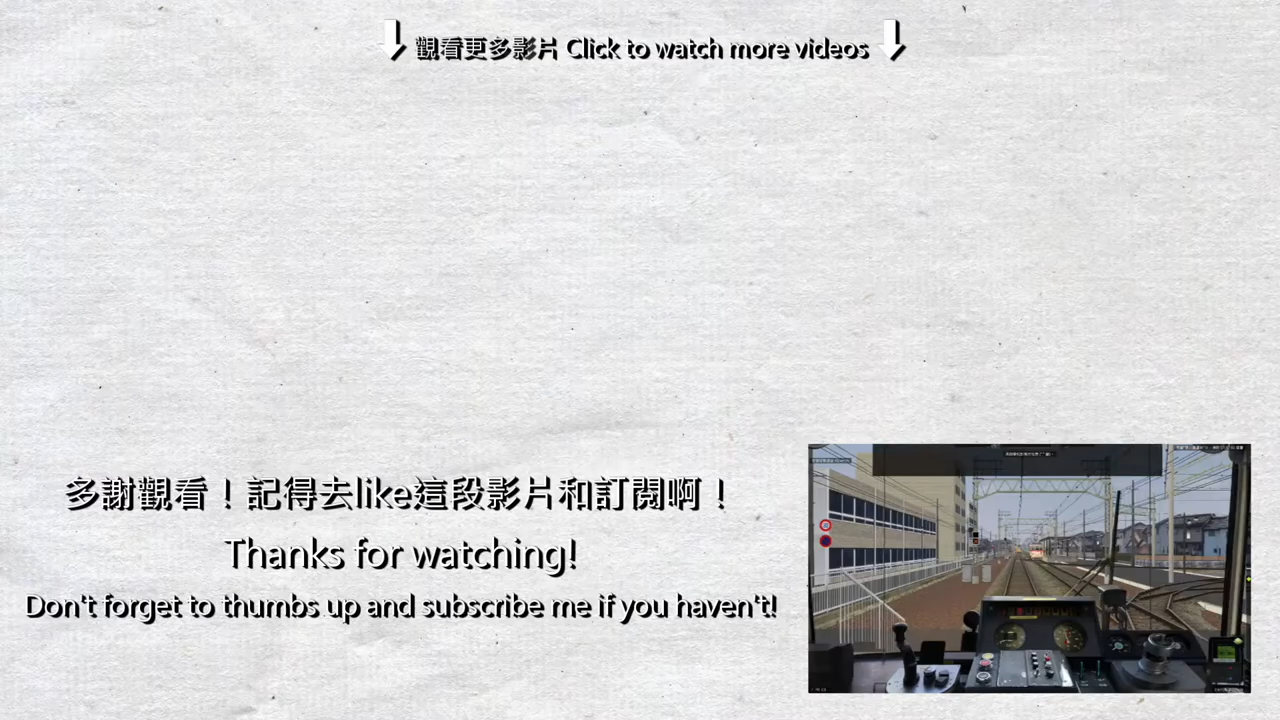 觀看更多影片 Click to watch more videos
多謝觀看！記得去like這段影片和訂閱啊！
Thanks for watching!
Don't forget to thumbs up and subscribe me if you haven't!